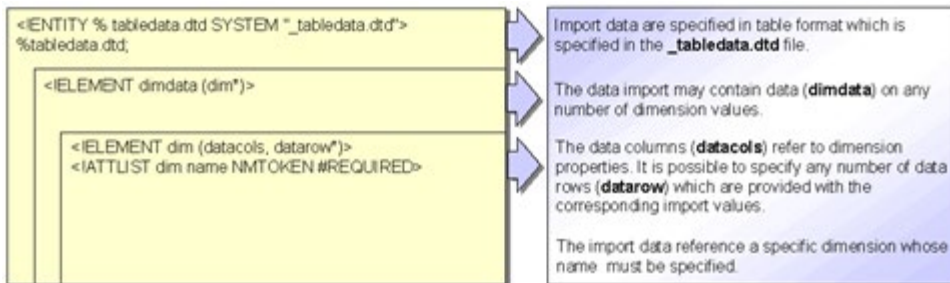 <!ENTITY % tabledata.dtd SYSTEM "_tabledata.dtd">
%tabledata.dtd;
<!ELEMENT dimdata (dim*)>
<!ELEMENT dim (datacols, datarow*)>
<!ATTLIST dim name NMTOKEN #REQUIRED>
Import data are specified in table format which is
specified in the _tabledata.dtd file.
The data import may contain data (dimdata) on any
number of dimension values.
The data columns (datacols) refer to dimension
properties. It is possible to specify any number of data
rows (datarow) which are provided with the
corresponding import values.
The import data reference a specific dimension whose
name must be specified.